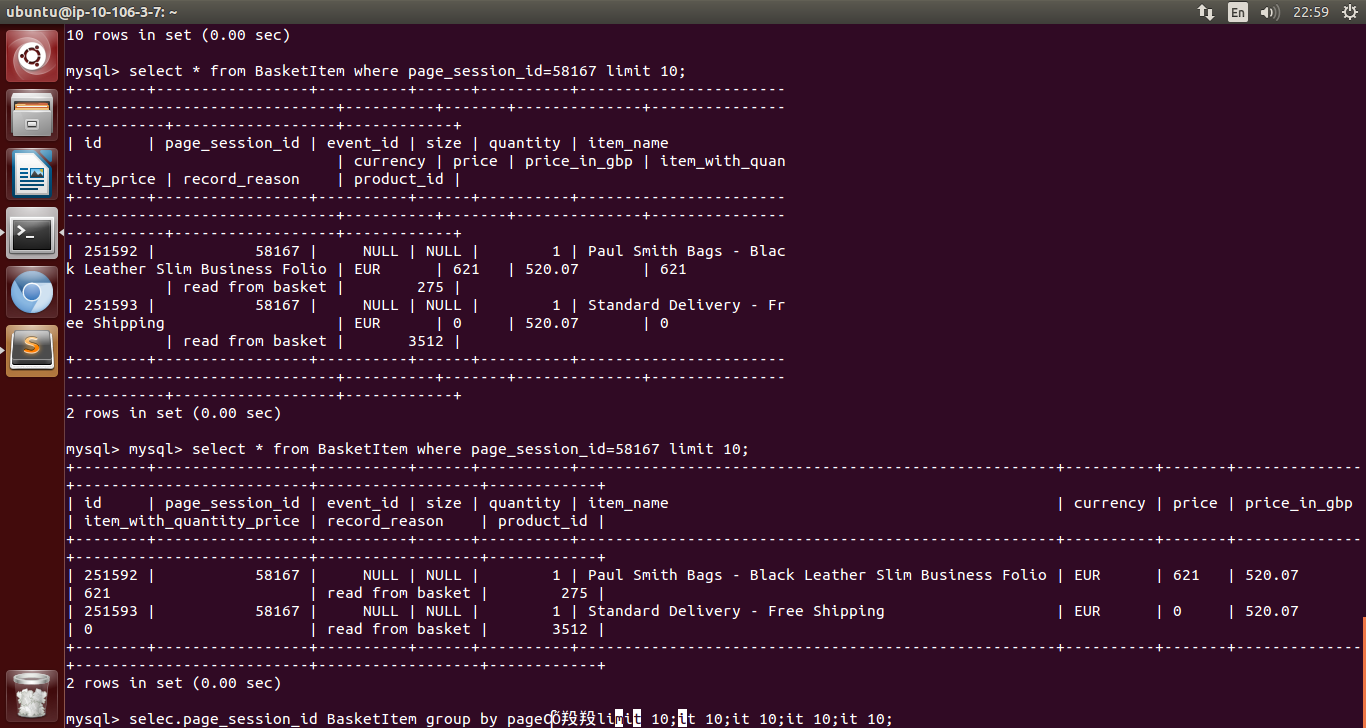 ubuntu@ip-10-106-3-7: ~
En
22:59
10 rows in set (0.00 sec)
mysql> select * from BasketItem where page_session_id=58167 limit 10;
+--------+-----------------+----------+------+----------+-----------------------
------------------------------+----------+-------+--------------+---------------
-----------+------------------+------------+
| id     | page_session_id | event_id | size | quantity | item_name
                              | currency | price | price_in_gbp | item_with_quan
tity_price | record_reason    | product_id |
+--------+-----------------+----------+------+----------+-----------------------
------------------------------+----------+-------+--------------+---------------
-----------+------------------+------------+
| 251592 |           58167 |     NULL | NULL |        1 | Paul Smith Bags - Blac
k Leather Slim Business Folio | EUR      | 621   | 520.07       | 621
           | read from basket |        275 |
| 251593 |           58167 |     NULL | NULL |        1 | Standard Delivery - Fr
ee Shipping                   | EUR      | 0     | 520.07       | 0
           | read from basket |       3512 |
+--------+-----------------+----------+------+----------+-----------------------
------------------------------+----------+-------+--------------+---------------
-----------+------------------+------------+
2 rows in set (0.00 sec)
mysql> mysql> select * from BasketItem where page_session_id=58167 limit 10;
+--------+-----------------+----------+------+----------+-----------------------------------------------------+----------+-------+--------------
+--------------------------+------------------+------------+
| id     | page_session_id | event_id | size | quantity | item_name                                           | currency | price | price_in_gbp
| item_with_quantity_price | record_reason    | product_id |
+--------+-----------------+----------+------+----------+-----------------------------------------------------+----------+-------+--------------
+--------------------------+------------------+------------+
| 251592 |           58167 |     NULL | NULL |        1 | Paul Smith Bags - Black Leather Slim Business Folio | EUR      | 621   | 520.07
| 621                      | read from basket |        275 |
| 251593 |           58167 |     NULL | NULL |        1 | Standard Delivery - Free Shipping                   | EUR      | 0     | 520.07
| 0                        | read from basket |       3512 |
+--------+-----------------+----------+------+----------+-----------------------------------------------------+----------+-------+--------------
+--------------------------+------------------+------------+
2 rows in set (0.00 sec)
mysql> selec.page_session_id BasketItem group by limit 10;it 10;it 10;it 10;it 10;